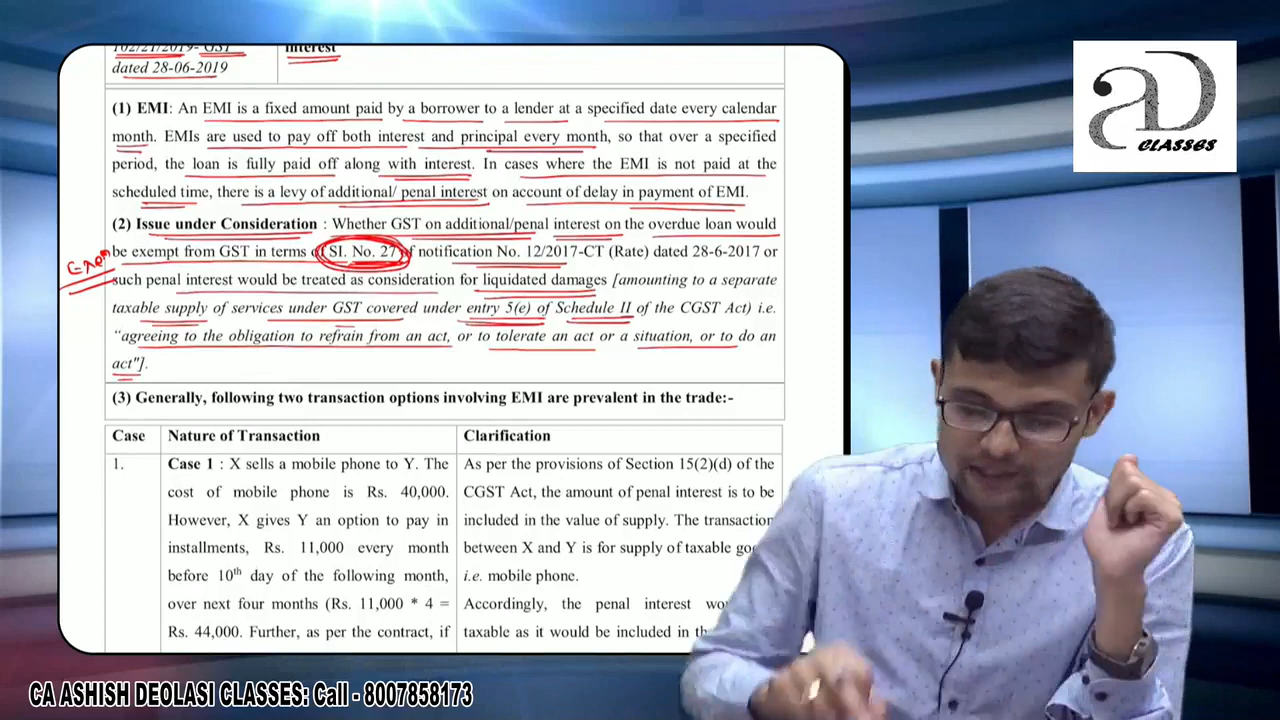 102/21/2019- GST
interest
dated 28-06-2019
(1) EMI: An EMI is a fixed amount paid by a borrower to a lender at a specified date every calendar
month. EMIs are used to pay off both interest and principal every month, so that over a specified
period, the loan is fully paid off along with interest. In cases where the EMI is not paid at the
scheduled time, there is a levy of additional/ penal interest on account of delay in payment of EMI.
(2) Issue under Consideration : Whether GST on additional/penal interest on the overdue loan would
be exempt from GST in terms of Sl. No. 27 of notification No. 12/2017-CT (Rate) dated 28-6-2017 or
such penal interest would be treated as consideration for liquidated damages [amounting to a separate
taxable supply of services under GST covered under entry 5(e) of Schedule II of the CGST Act) i.e.
“agreeing to the obligation to refrain from an act, or to tolerate an act or a situation, or to do an
act"].
(3) Generally, following two transaction options involving EMI are prevalent in the trade:-
Case Nature of Transaction Clarification
1. Case 1 : X sells a mobile phone to Y. The As per the provisions of Section 15(2)(d) of the
cost of mobile phone is Rs. 40,000. CGST Act, the amount of penal interest is to be
However, X gives Y an option to pay in included in the value of supply. The transaction
installments, Rs. 11,000 every month between X and Y is for supply of taxable
before 10th day of the following month, i.e. mobile phone.
over next four months (Rs. 11,000 * 4 = Accordingly, the penal interest
Rs. 44,000. Further, as per the contract, if taxable as it would be included in
aD
CLASSES
CA ASHISH DEOLASI CLASSES: Call - 8007858173